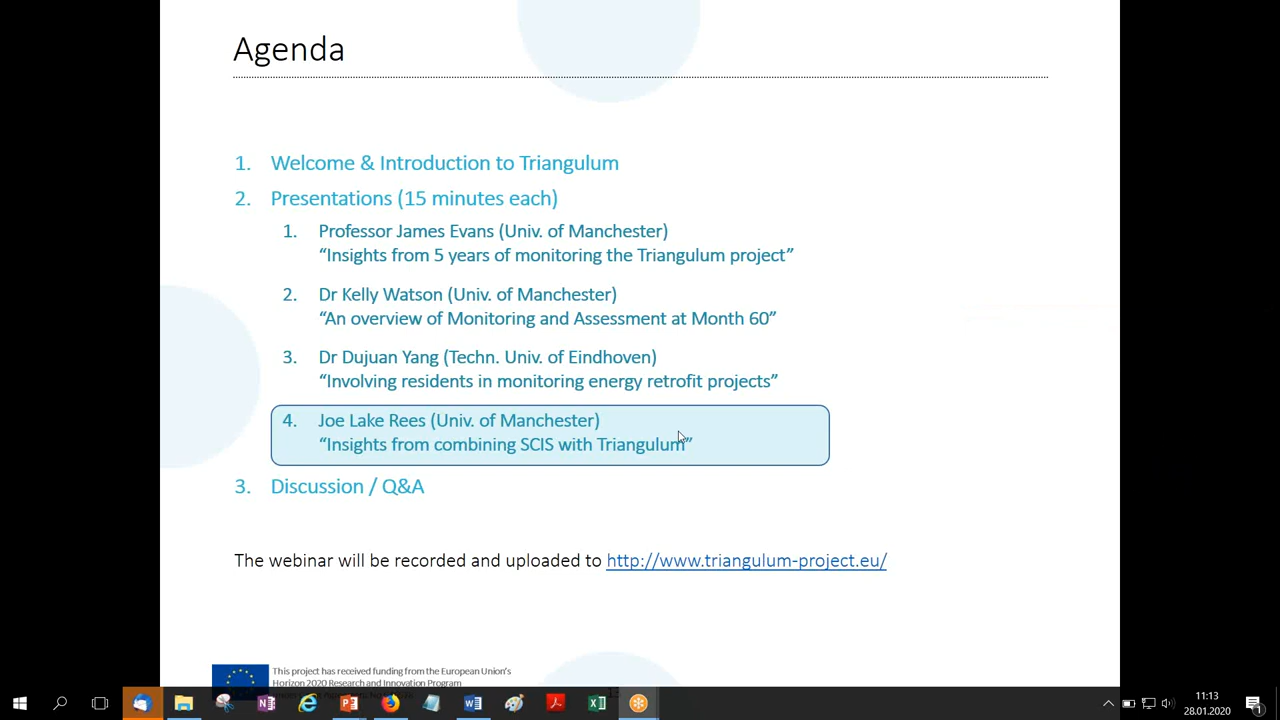 Agenda
1. Welcome & Introduction to Triangulum
2. Presentations (15 minutes each)
1. Professor James Evans (Univ. of Manchester)
“Insights from 5 years of monitoring the Triangulum project”
2. Dr Kelly Watson (Univ. of Manchester)
“An overview of Monitoring and Assessment at Month 60”
3. Dr Dujuan Yang (Techn. Univ. of Eindhoven)
“Involving residents in monitoring energy retrofit projects”
4. Joe Lake Rees (Univ. of Manchester)
“Insights from combining SCIS with Triangulum”
3. Discussion / Q&A
The webinar will be recorded and uploaded to http://www.triangulum-project.eu/
This project has received funding from the European Union's
Horizon 2020 Research and Innovation Program
11:13
28.01.2020
1